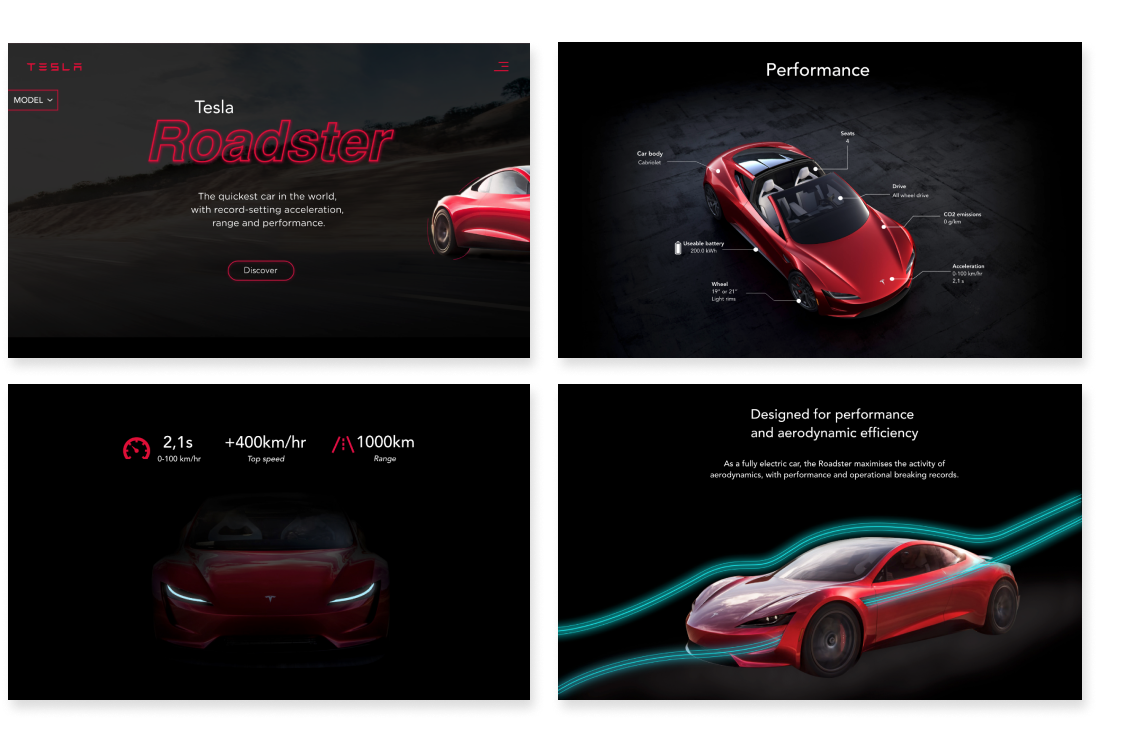 TESLA
MODEL
Tesla
Roadster
The quickest car in the world,
with record-setting acceleration,
range and performance.
Discover
Performance
Seats
4
Car body
Cabriolet
Drive
All wheel drive
CO2 emissions
0 g/km
Useable battery
200.0 kWh
Acceleration
0-100 km/hr
2,1 s
Wheel
19" or 21"
Light rims
2,1s
0-100 km/hr
+400km/hr
Top speed
1000km
Range
Designed for performance
and aerodynamic efficiency
As a fully electric car, the Roadster maximises the activity of
aerodynamics, with performance and operational breaking records.